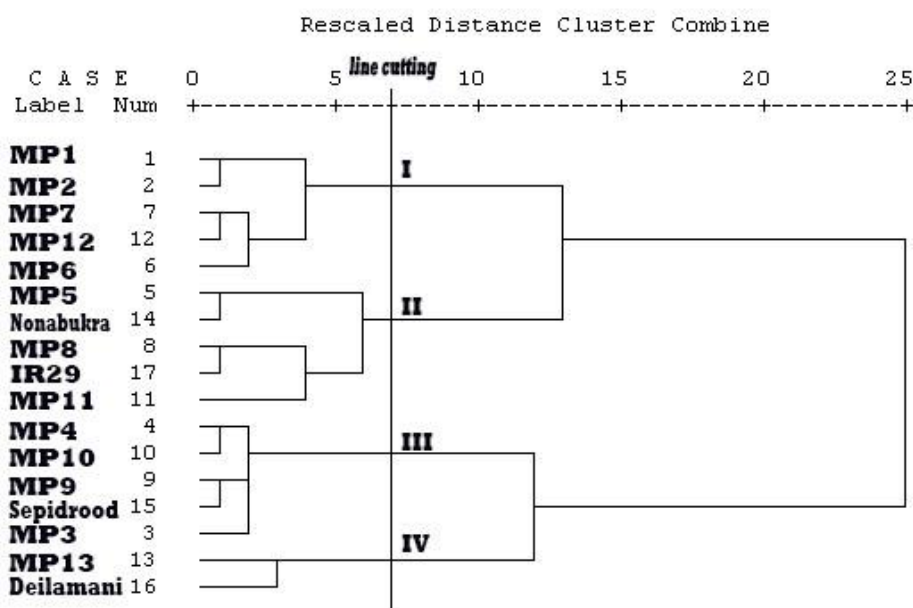 Rescaled Distance Cluster Combine
line cutting
C A S E 0 5 10 15 20 25
Label Num +---------+---------+---------+---------+---------+
MP1 1
I
MP2 2
MP7 7
MP12 12
MP6 6
MP5 5
II
Nonabukra 14
MP8 8
IR29 17
MP11 11
MP4 4
III
MP10 10
MP9 9
Sepidrood 15
MP3 3
IV
MP13 13
Deilamani 16